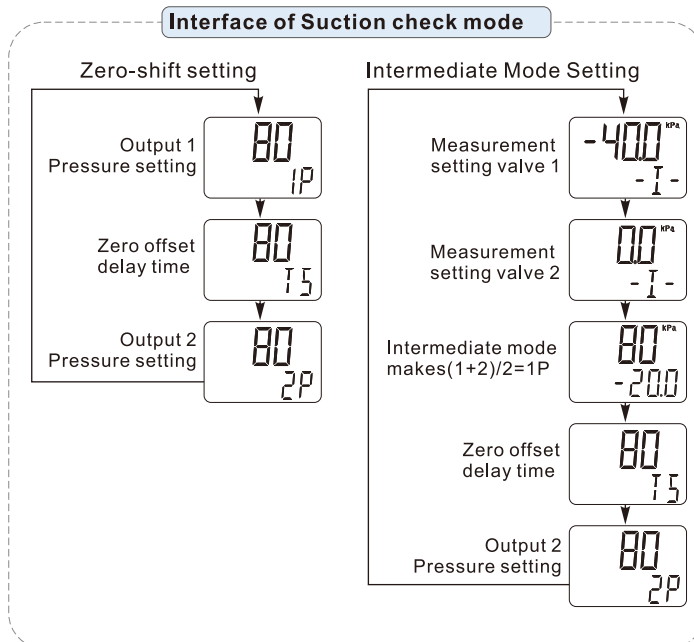 Interface of Suction check mode
Zero-shift setting
Output 1
Pressure setting
80
1P
Zero offset
delay time
80
T5
Output 2
Pressure setting
80
2P
Intermediate Mode Setting
Measurement
setting valve 1
-40.0 kPa
-I-
Measurement
setting valve 2
0.0 kPa
-I-
Intermediate mode
makes(1+2)/2=1P
80 kPa
-20.0
Zero offset
delay time
80
T5
Output 2
Pressure setting
80
2P